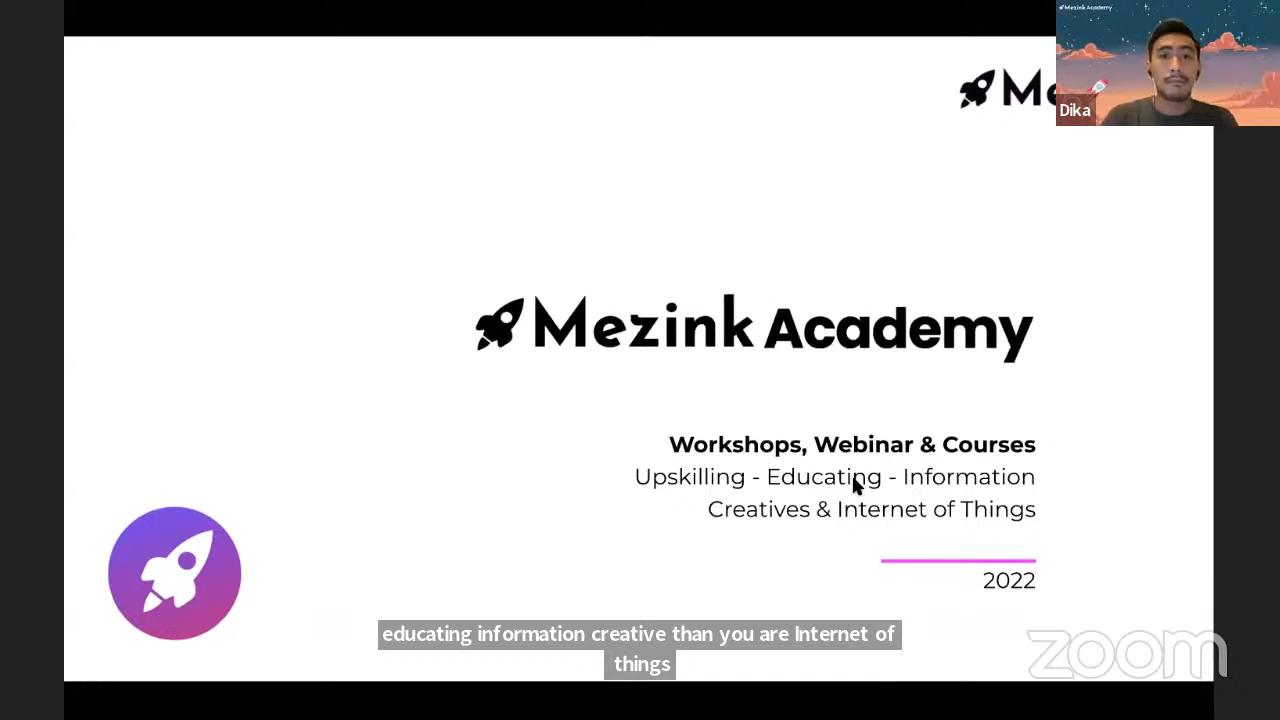 Mezink Academy
Me
Dika
Mezink Academy
Workshops, Webinar & Courses
Upskilling - Educating - Information
Creatives & Internet of Things
2022
educating information creative than you are Internet of
things
zoom